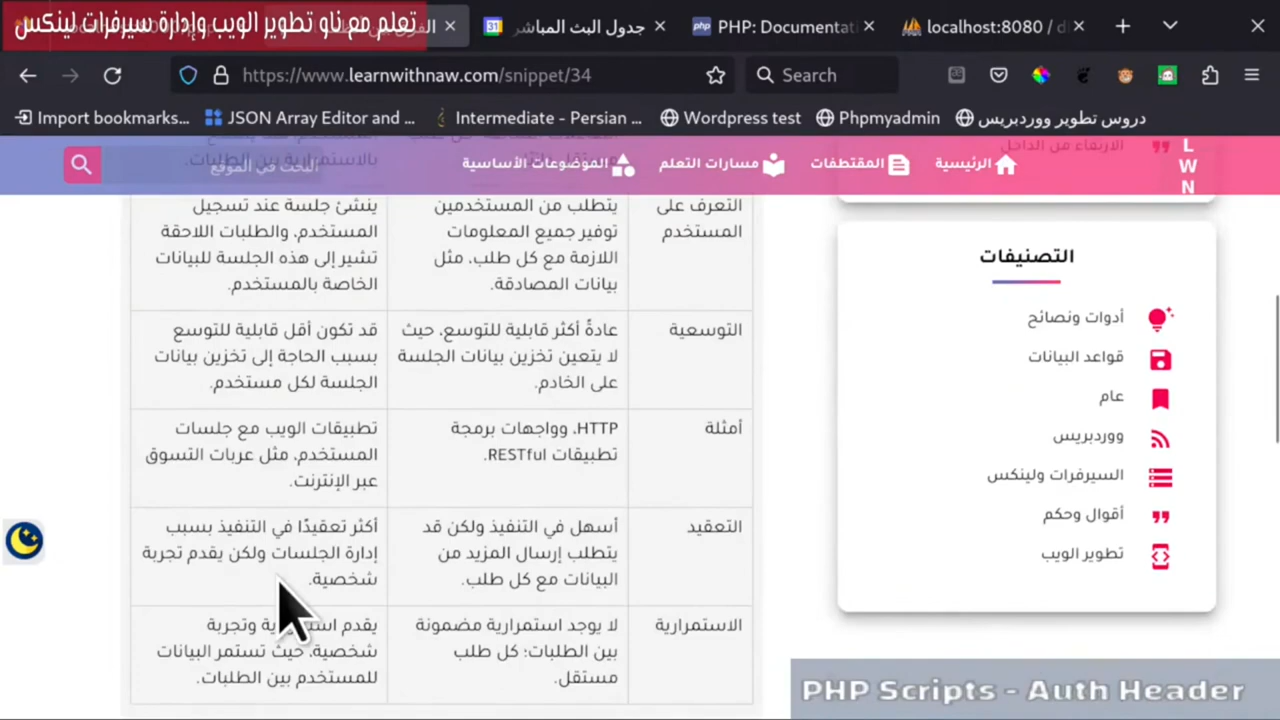 تعلم مع ناو تطوير الويب وإدارة سيرفرات لينكس
جدول البث المباشر
PHP: Documentati
localhost:8080 / d
https://www.learnwithnaw.com/snippet/34
Search
Import bookmarks...
JSON Array Editor and ...
Intermediate - Persian ...
Wordpress test
Phpmyadmin
دروس تطوير ووردبريس
الارتقاء من الداخل
L
W
N
الرئيسية
المقتطفات
مسارات التعلم
الموضوعات الأساسية
البحث في الموقع
بالاستمرارية بين الطلبات.
التعرف على
المستخدم
يتطلب من المستخدمين
توفير جميع المعلومات
اللازمة مع كل طلب، مثل
بيانات المصادقة.
ينشئ جلسة عند تسجيل
المستخدم، والطلبات اللاحقة
تشير إلى هذه الجلسة للبيانات
الخاصة بالمستخدم.
التوسعية
عادةً أكثر قابلية للتوسع، حيث
لا يتعين تخزين بيانات الجلسة
على الخادم.
قد تكون أقل قابلية للتوسع
بسبب الحاجة إلى تخزين بيانات
الجلسة لكل مستخدم.
أمثلة
HTTP، وواجهات برمجة
تطبيقات RESTful.
تطبيقات الويب مع جلسات
المستخدم، مثل عربات التسوق
عبر الإنترنت.
التعقيد
أسهل في التنفيذ ولكن قد
يتطلب إرسال المزيد من
البيانات مع كل طلب.
أكثر تعقيدًا في التنفيذ بسبب
إدارة الجلسات ولكن يقدم تجربة
شخصية.
الاستمرارية
لا يوجد استمرارية مضمونة
بين الطلبات؛ كل طلب
مستقل.
يقدم وتجربة
شخصية، حيث تستمر البيانات
للمستخدم بين الطلبات.
التصنيفات
أدوات ونصائح
قواعد البيانات
عام
ووردبريس
السيرفرات ولينكس
أقوال وحكم
تطوير الويب
PHP Scripts - Auth Header